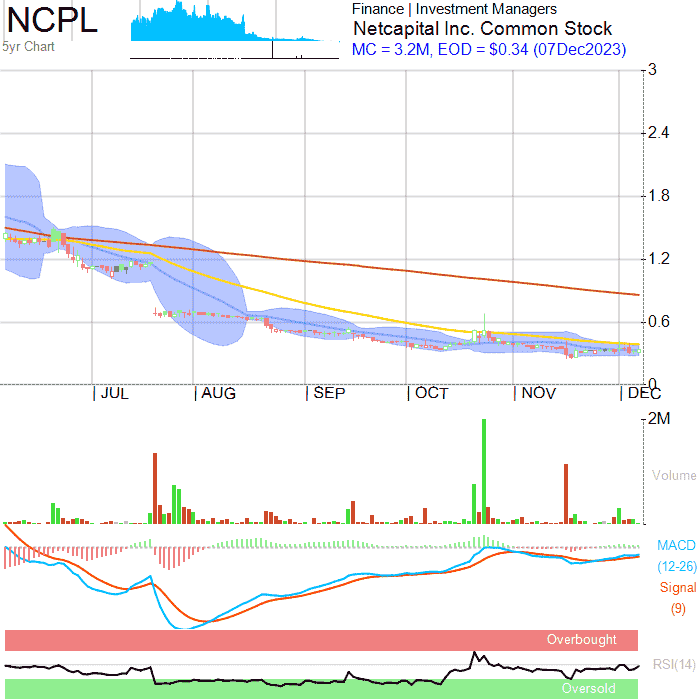 NCPL
5yr Chart
Finance | Investment Managers
Netcapital Inc. Common Stock
MC = 3.2M, EOD = $0.34 (07Dec2023)
3
2.4
1.8
1.2
0.6
0
JUL AUG SEP OCT NOV DEC
2M
Volume
MACD
(12-26)
Signal
(9)
Overbought
RSI(14)
Oversold